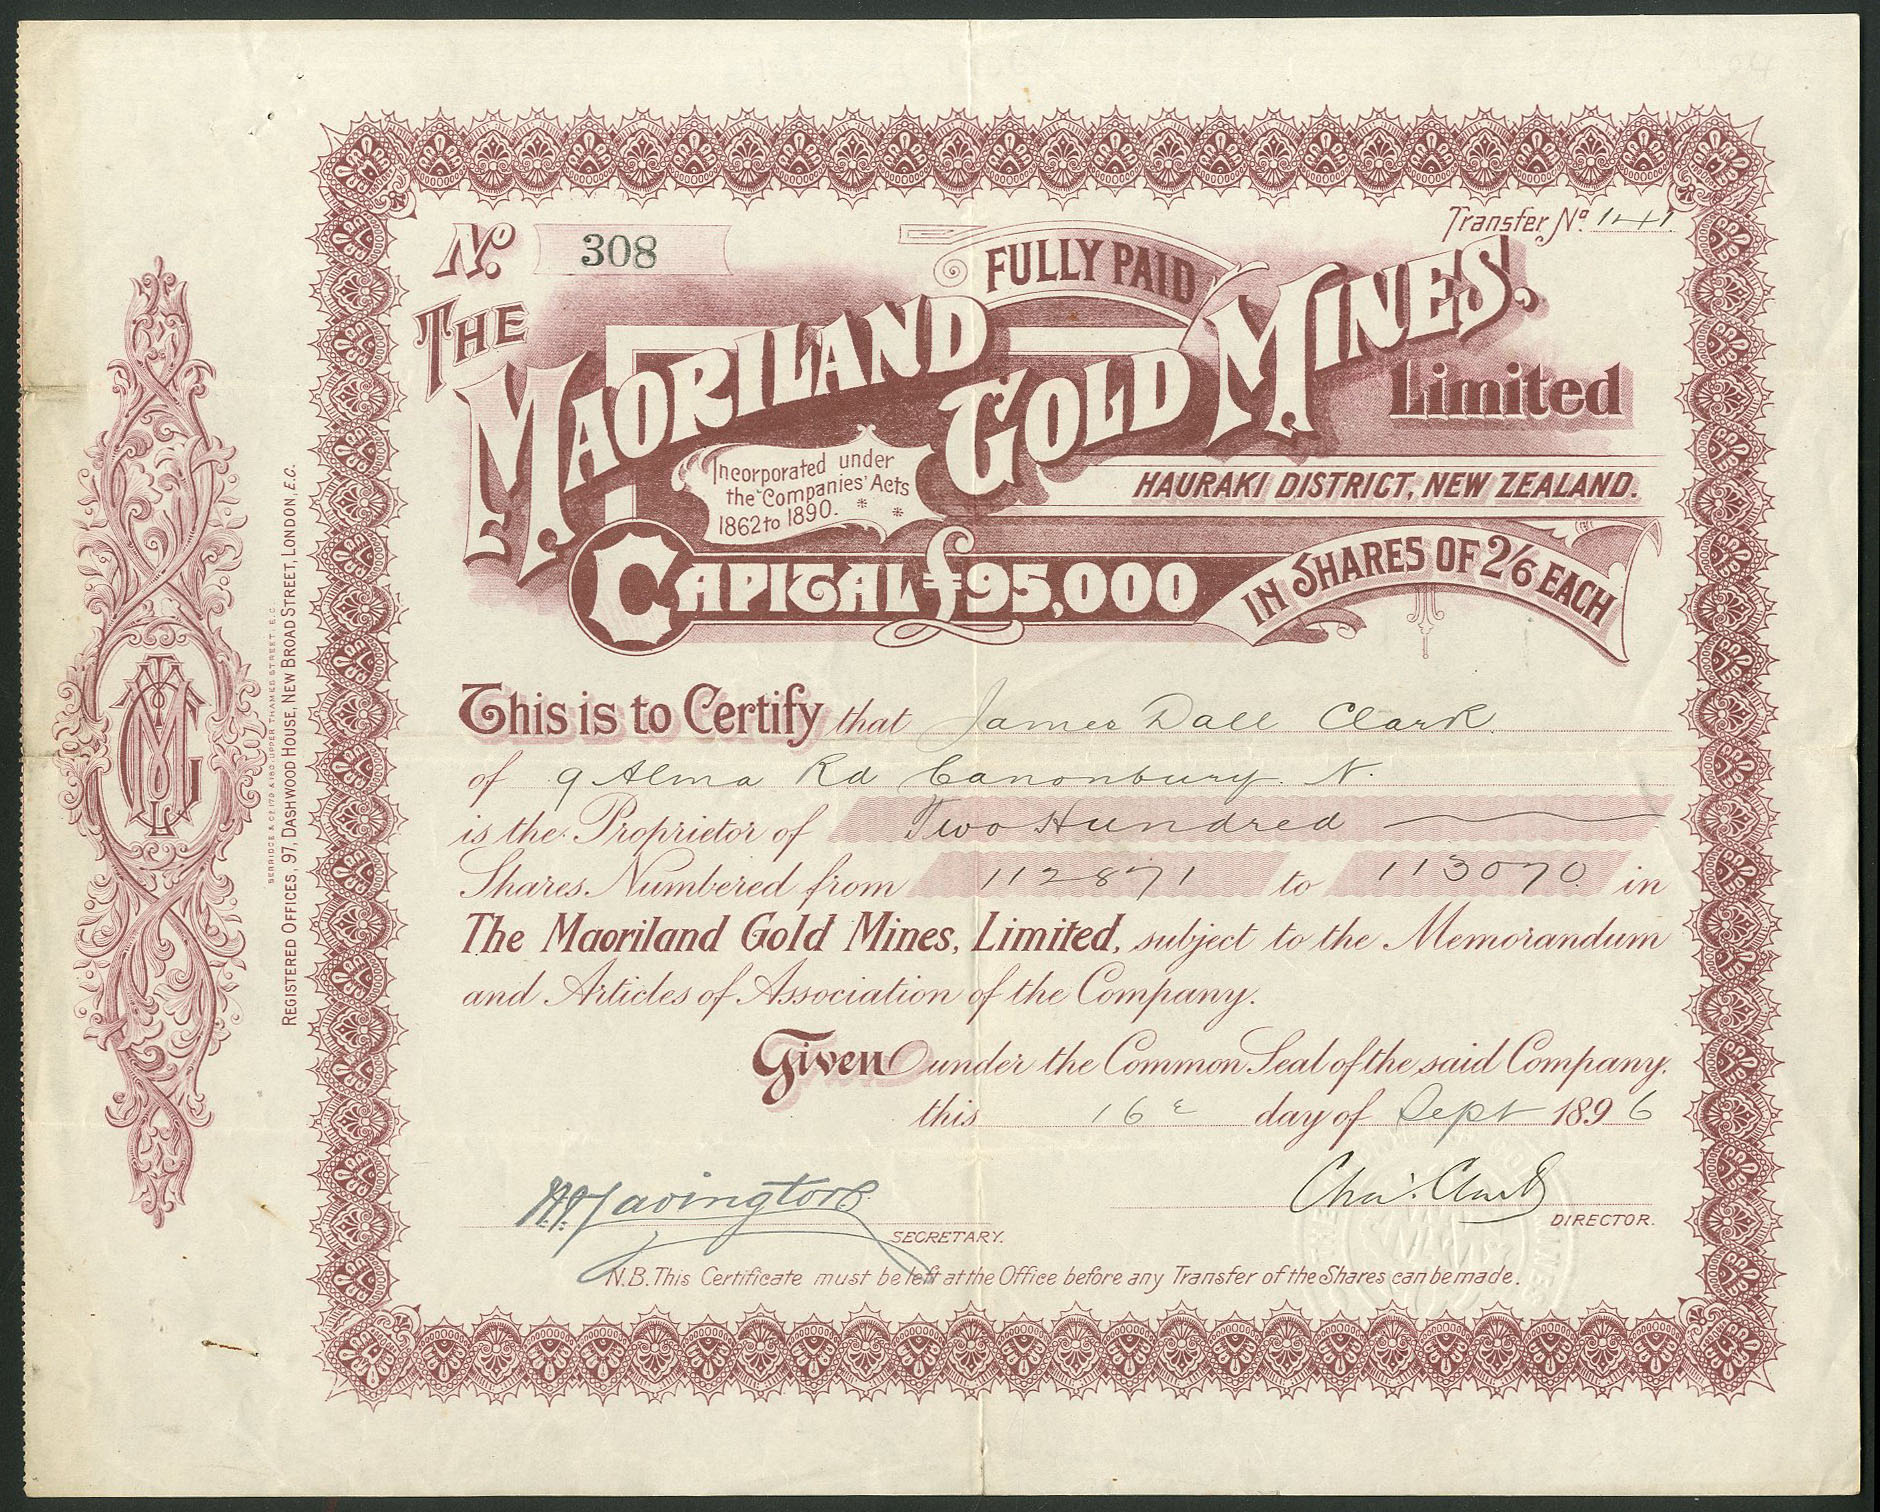 Transfer No. 141
No. 308
FULLY PAID
THE MAORILAND GOLD MINES, Limited
Incorporated under
the Companies' Acts
1862 to 1890.
HAURAKI DISTRICT, NEW ZEALAND.
CAPITAL £95,000 IN SHARES OF 2/6 EACH
This is to Certify that James Dall Clark
of 9 Alma Rd Canonbury. N.
is the Proprietor of Two Hundred
Shares Numbered from 112871 to 113070 in
The Maoriland Gold Mines, Limited, subject to the Memorandum
and Articles of Association of the Company.
Given under the Common Seal of the said Company.
this 16 day of Sept 1896
SECRETARY.
DIRECTOR.
N.B. This Certificate must be left at the Office before any Transfer of the Shares can be made.
REGISTERED OFFICES, 97, DASHWOOD HOUSE, NEW BROAD STREET, LONDON, E.C.